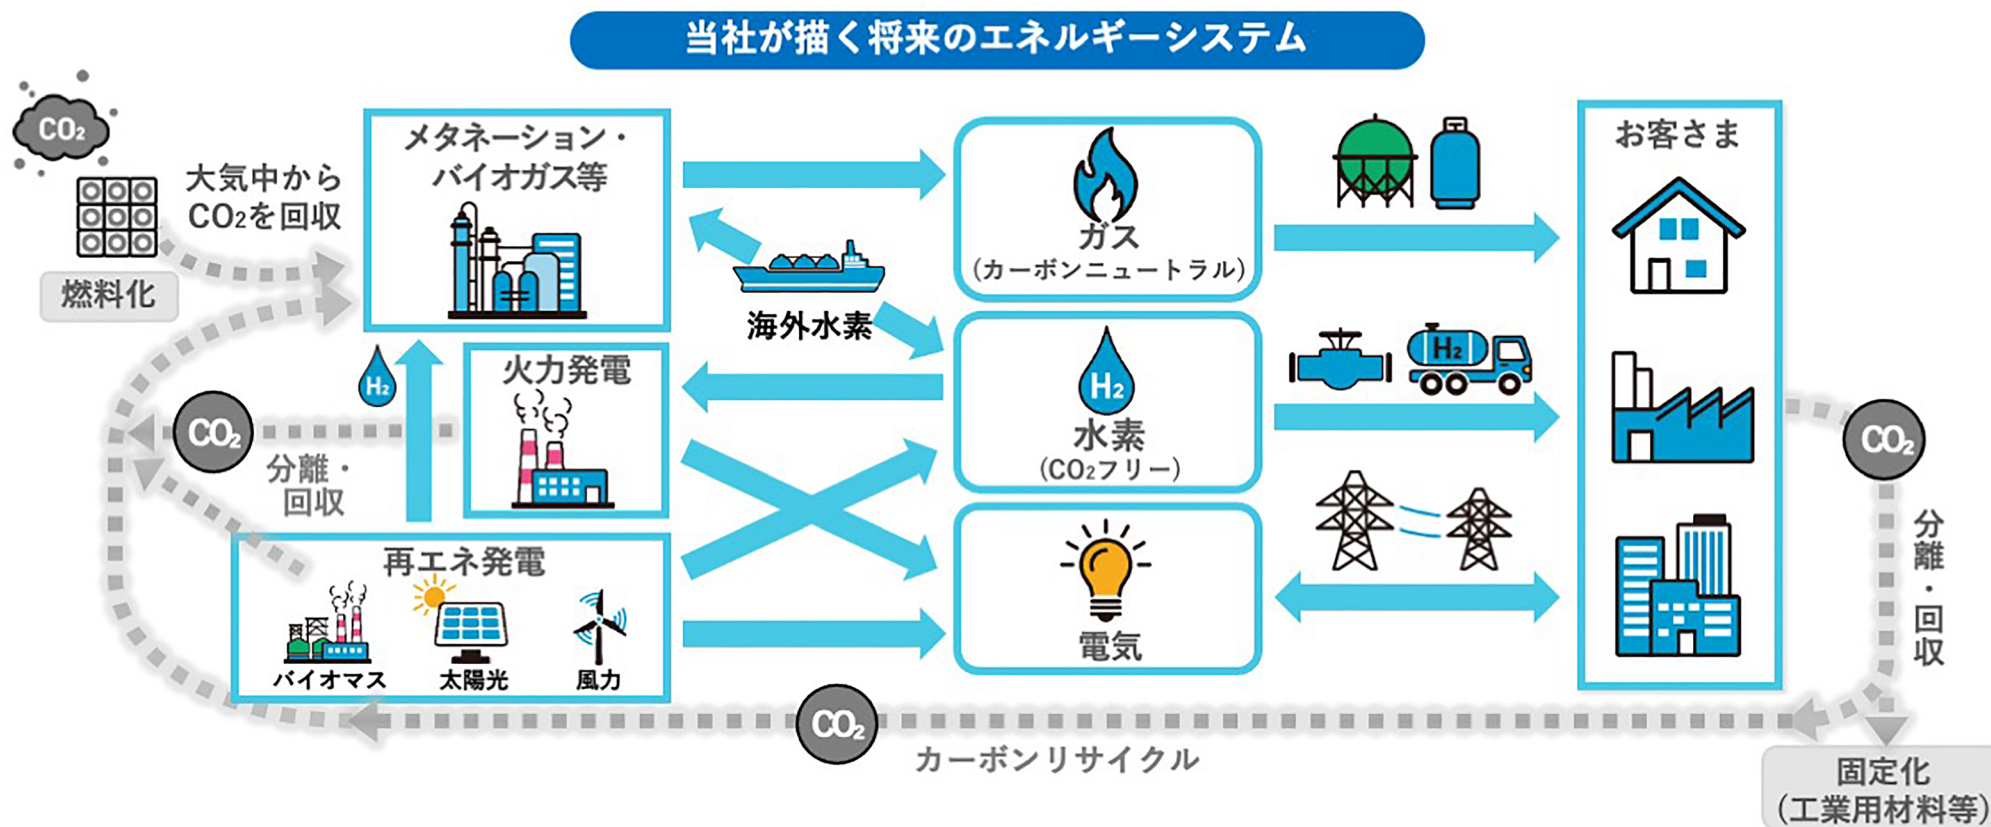 当社が描く将来のエネルギーシステム
CO₂
大気中から
CO₂を回収
燃料化
メタネーション・
バイオガス等
H₂
火力発電
CO₂
分離・
回収
再エネ発電
バイオマス
太陽光
風力
海外水素
ガス
(カーボンニュートラル)
H₂
水素
(CO₂フリー)
電気
H₂
お客さま
CO₂
分離・回収
CO₂
カーボンリサイクル
固定化
(工業用材料等)